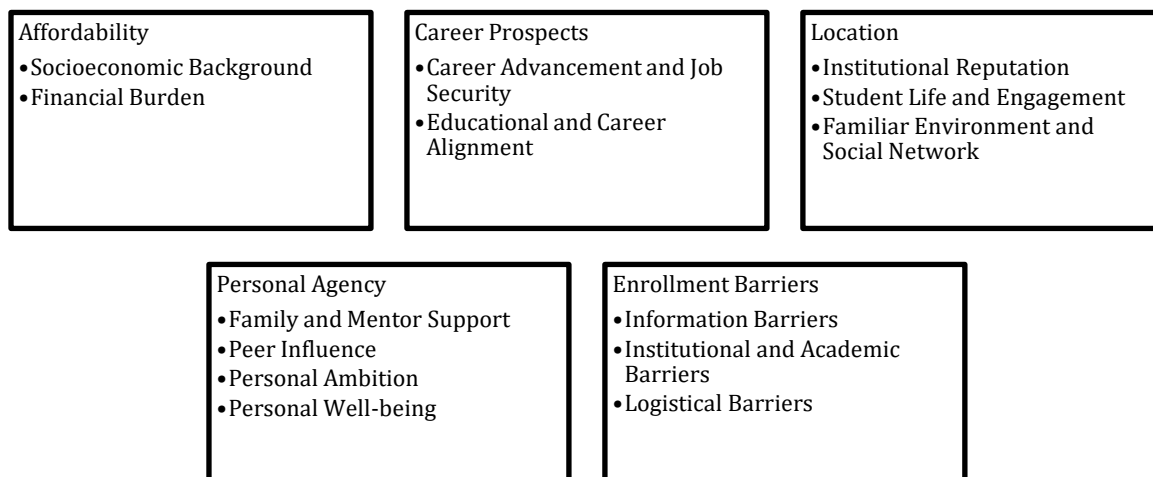 Affordability
•Socioeconomic Background
•Financial Burden
Career Prospects
•Career Advancement and Job
Security
•Educational and Career
Alignment
Location
•Institutional Reputation
•Student Life and Engagement
•Familiar Environment and
Social Network
Personal Agency
•Family and Mentor Support
•Peer Influence
•Personal Ambition
•Personal Well-being
Enrollment Barriers
•Information Barriers
•Institutional and Academic
Barriers
•Logistical Barriers